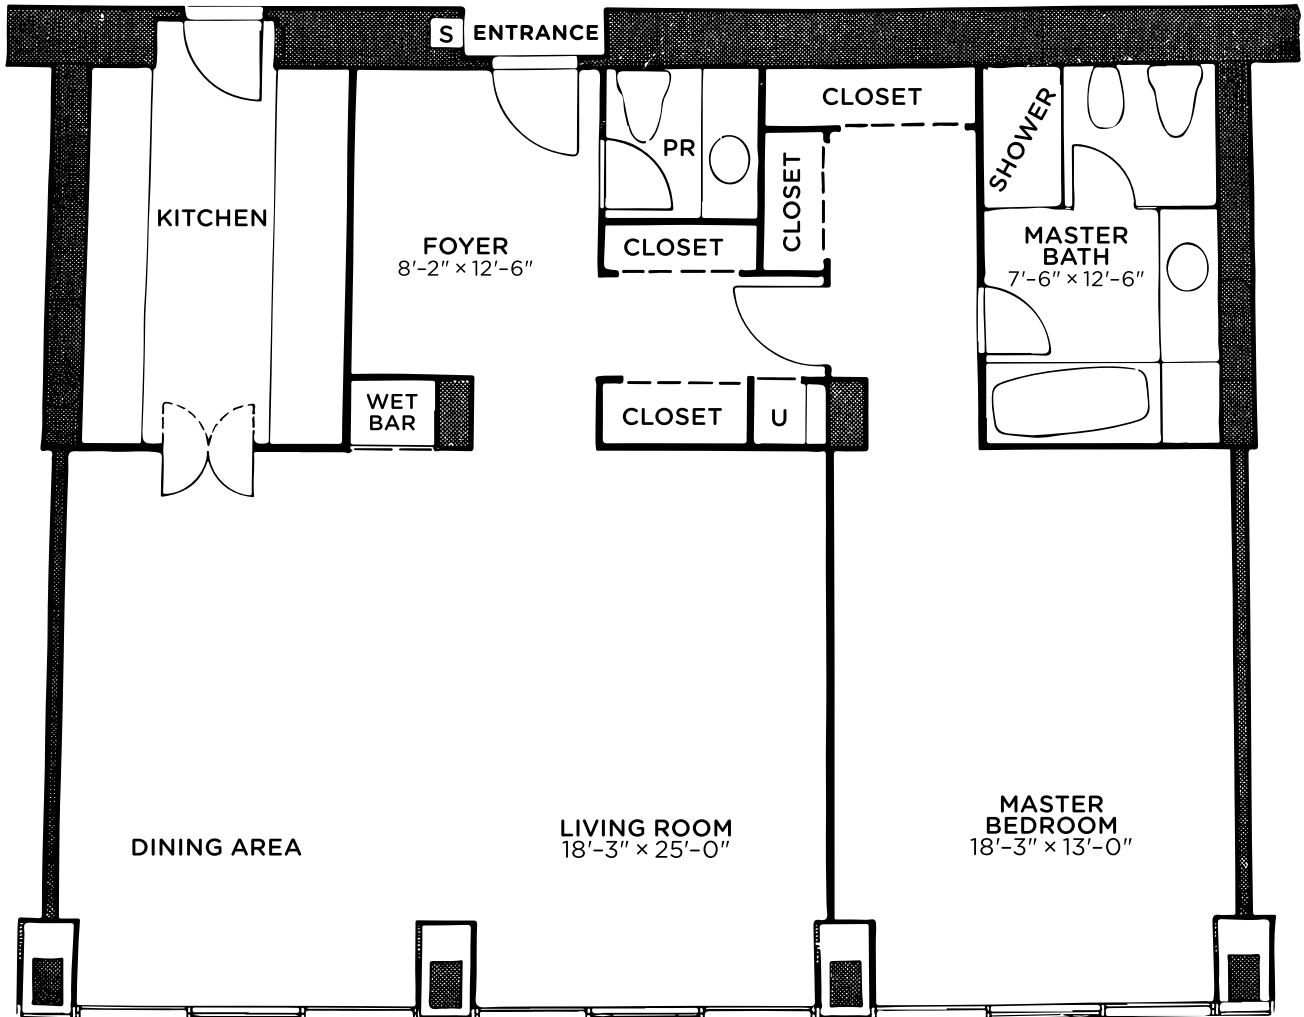 S
ENTRANCE
CLOSET
SHOWER
PR
CLOSET
KITCHEN
FOYER
8'-2" × 12'-6"
CLOSET
MASTER
BATH
7'-6" × 12'-6"
WET
BAR
CLOSET
U
MASTER
BEDROOM
18'-3" × 13'-0"
LIVING ROOM
18'-3" × 25'-0"
DINING AREA